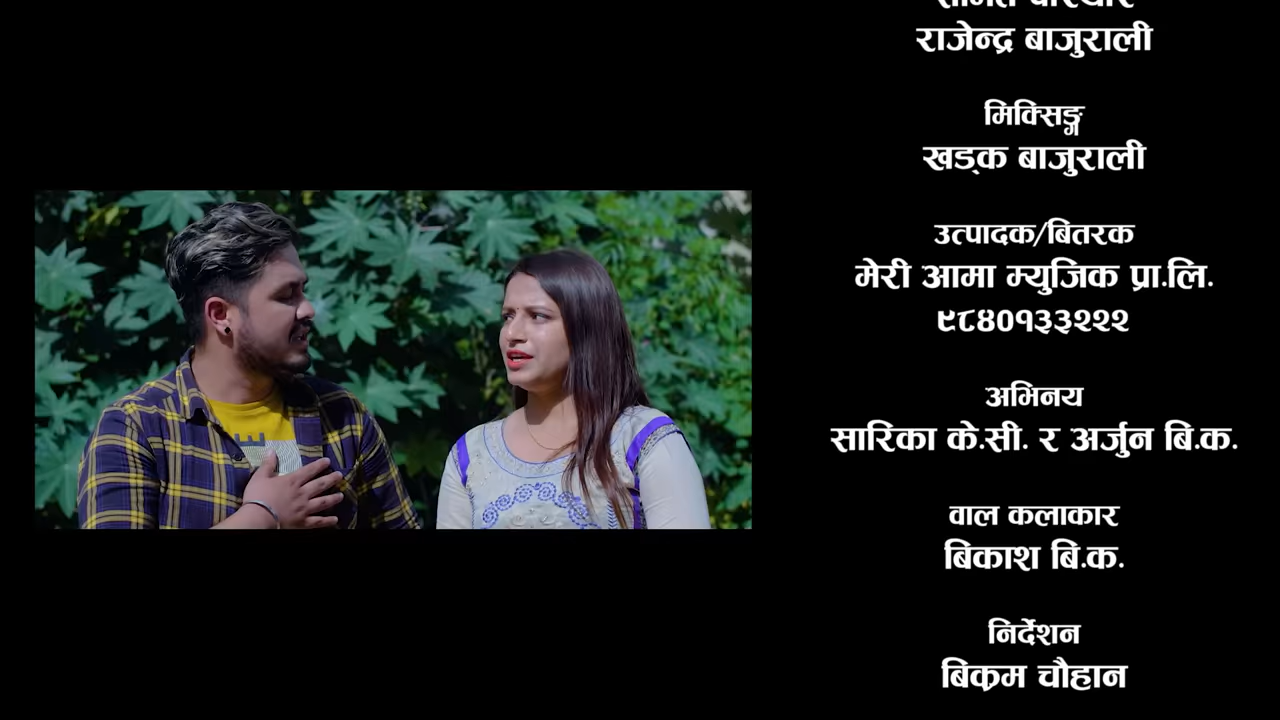 राजेन्द्र बाजुराली
मिक्सिङ्ग
खड्क बाजुराली
उत्पादक/बितरक
मेरी आमा म्युजिक प्रा.लि.
९८४०१३३२२२
अभिनय
सारिका के.सी. र अर्जुन बि.क.
वाल कलाकार
बिकाश बि.क.
निर्देशन
बिक्रम चौहान